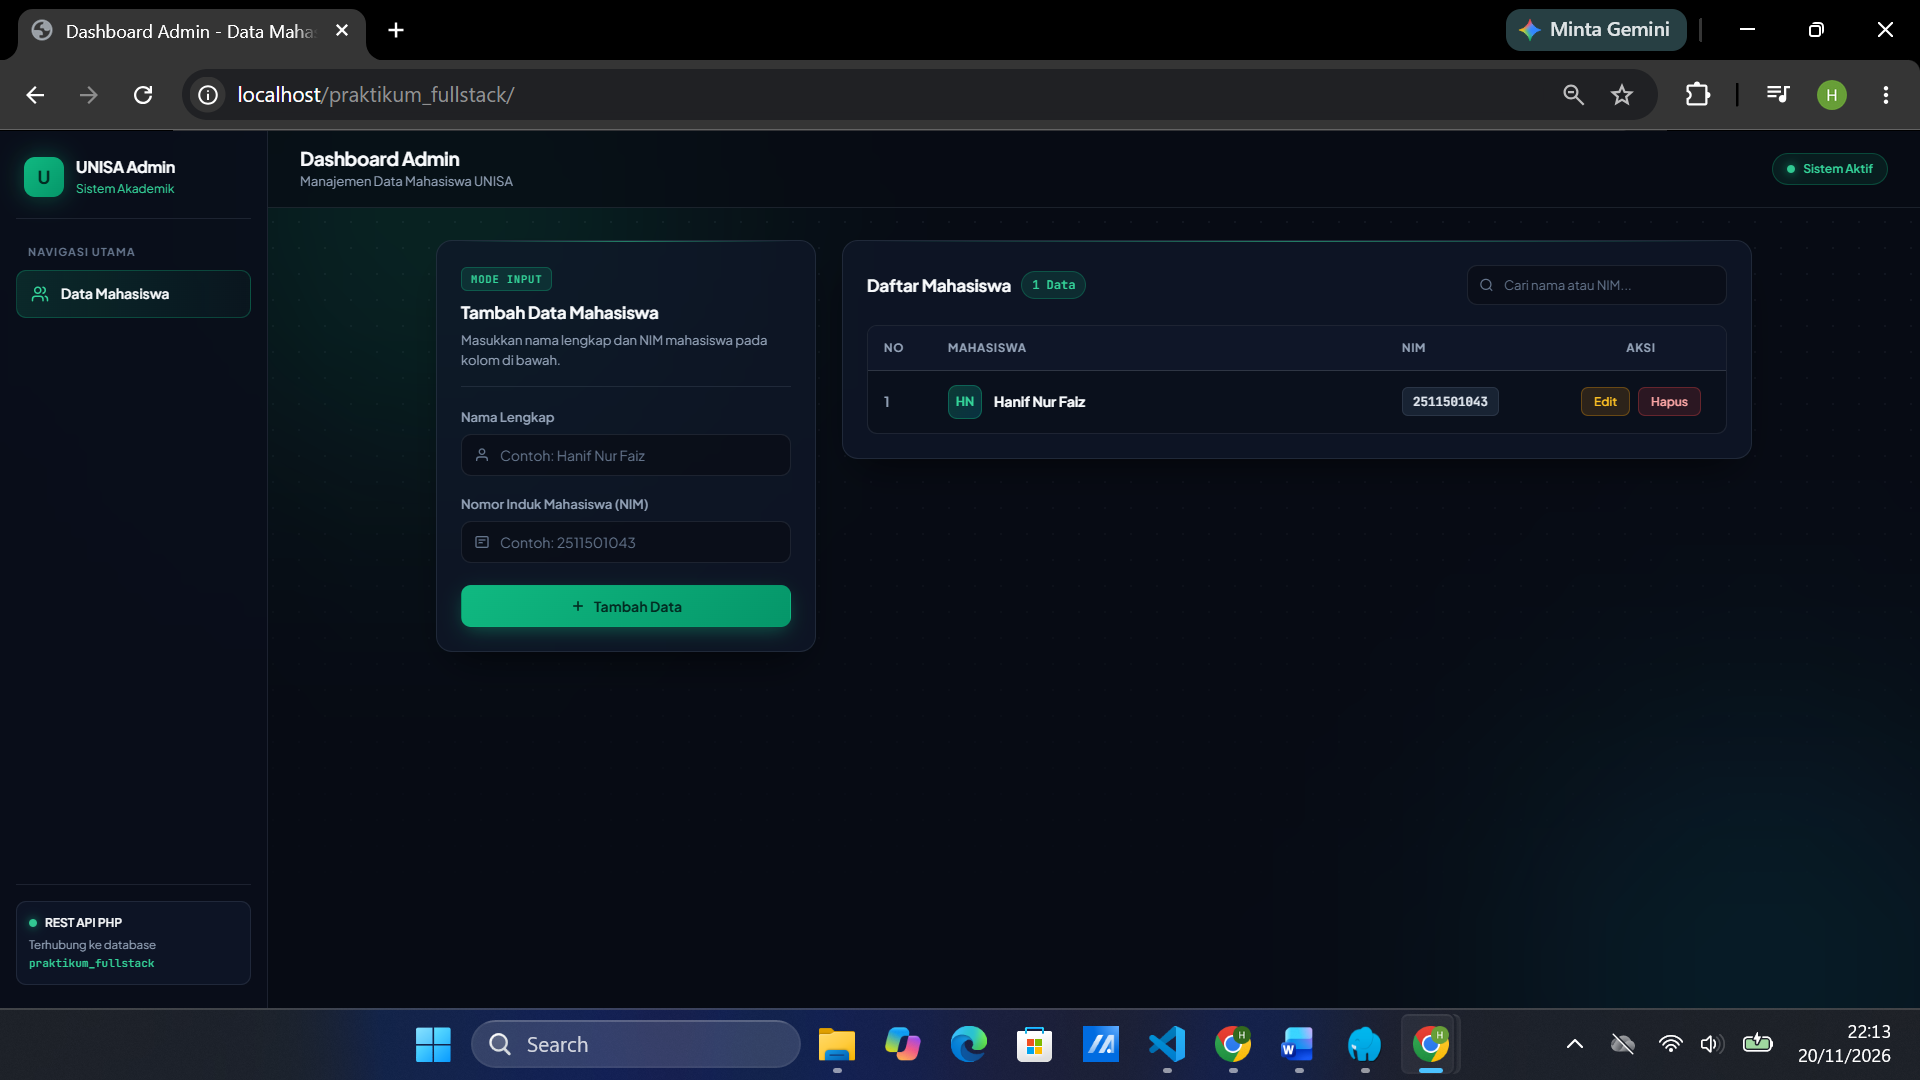 Dashboard Admin - Data Maha
Minta Gemini
localhost/praktikum_fullstack/
H
U
UNISA Admin
Sistem Akademik
NAVIGASI UTAMA
Data Mahasiswa
REST API PHP
Terhubung ke database
praktikum_fullstack
Dashboard Admin
Manajemen Data Mahasiswa UNISA
Sistem Aktif
MODE INPUT
Tambah Data Mahasiswa
Masukkan nama lengkap dan NIM mahasiswa pada
kolom di bawah.
Nama Lengkap
Contoh: Hanif Nur Faiz
Nomor Induk Mahasiswa (NIM)
Contoh: 2511501043
+ Tambah Data
Daftar Mahasiswa
1 Data
Cari nama atau NIM...
NO MAHASISWA NIM AKSI
1 HN Hanif Nur Faiz 2511501043 Edit Hapus
Search
H
W
H
22:13
20/11/2026